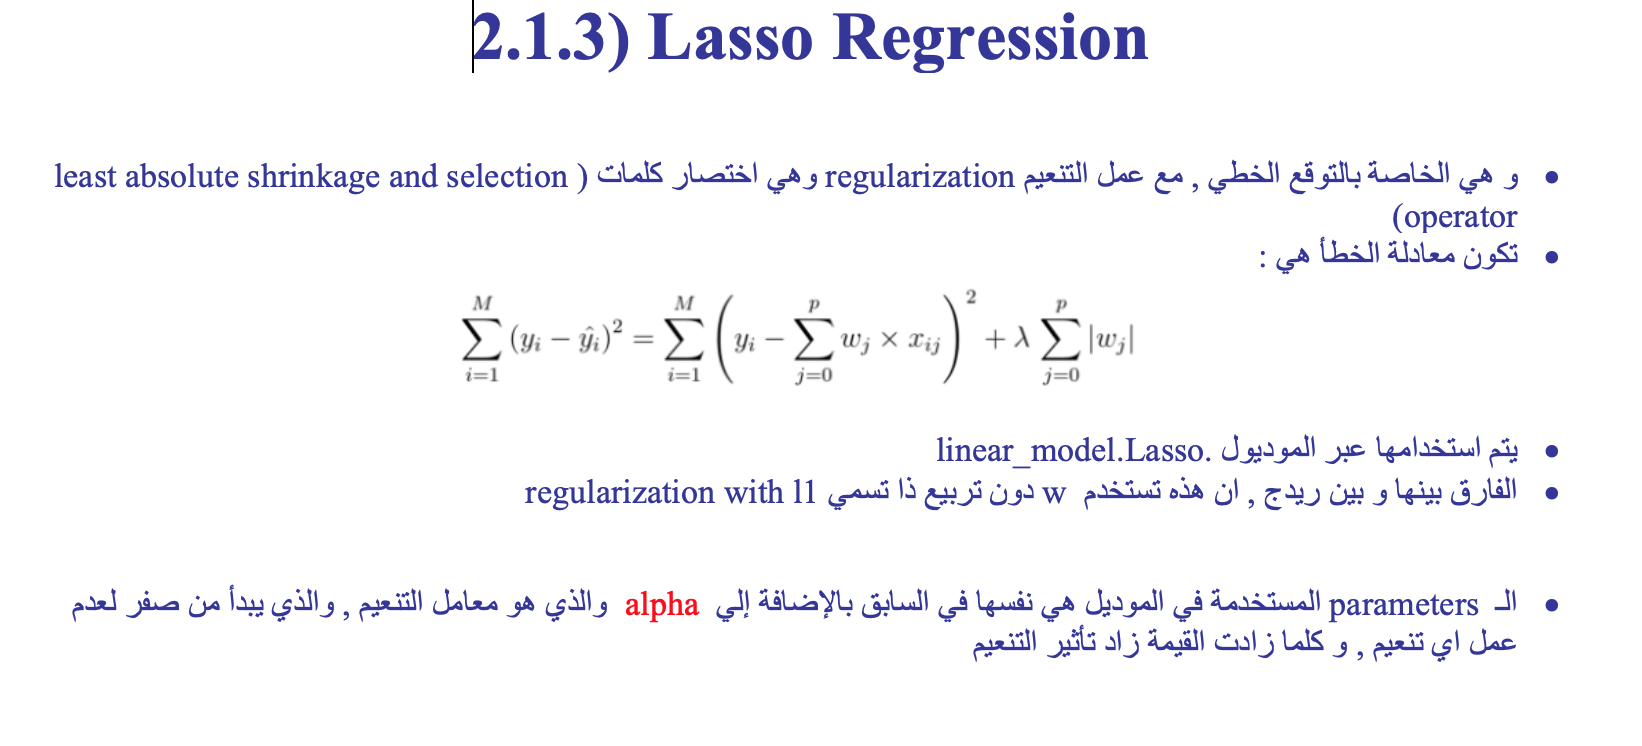 2.1.3) Lasso Regression
و هي الخاصة بالتوقع الخطي , مع عمل التنعيم regularization وهي اختصار كلمات ( least absolute shrinkage and selection
operator)
تكون معادلة الخطأ هي :
\sum_{i=1}^{M} (y_i - \hat{y}_i)^2 = \sum_{i=1}^{M} \left( y_i - \sum_{j=0}^{p} w_j \times x_{ij} \right)^2 + \lambda \sum_{j=0}^{p} |w_j|
يتم استخدامها عبر الموديول linear_model.Lasso.
الفارق بينها و بين ريدج , ان هذه تستخدم w دون تربيع ذا تسمي regularization with l1
الـ parameters المستخدمة في الموديل هي نفسها في السابق بالإضافة إلي alpha والذي هو معامل التنعيم , والذي يبدأ من صفر لعدم
عمل اي تنعيم , و كلما زادت القيمة زاد تأثير التنعيم